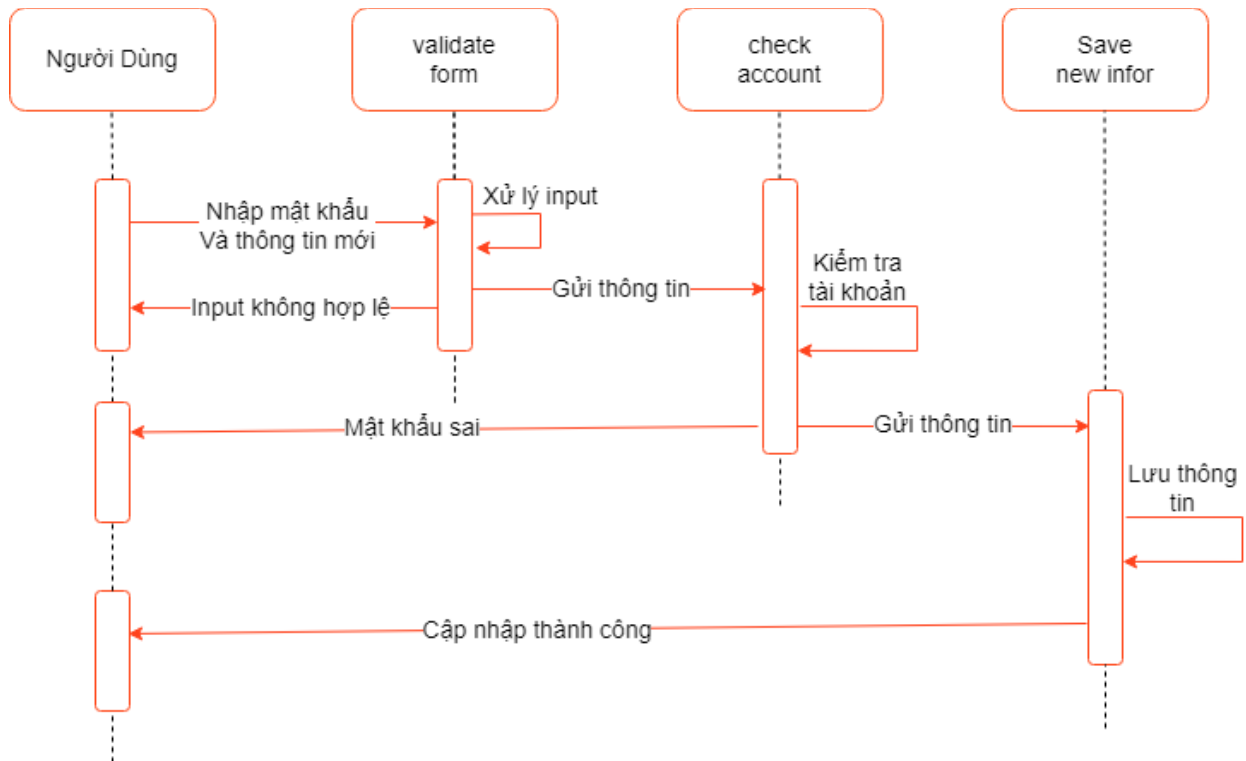 Người Dùng
validate
form
check
account
Save
new infor
Xử lý input
Nhập mật khẩu
Và thông tin mới
Kiểm tra
tài khoản
Gửi thông tin
Input không hợp lệ
Mật khẩu sai
Gửi thông tin
Lưu thông
tin
Cập nhập thành công